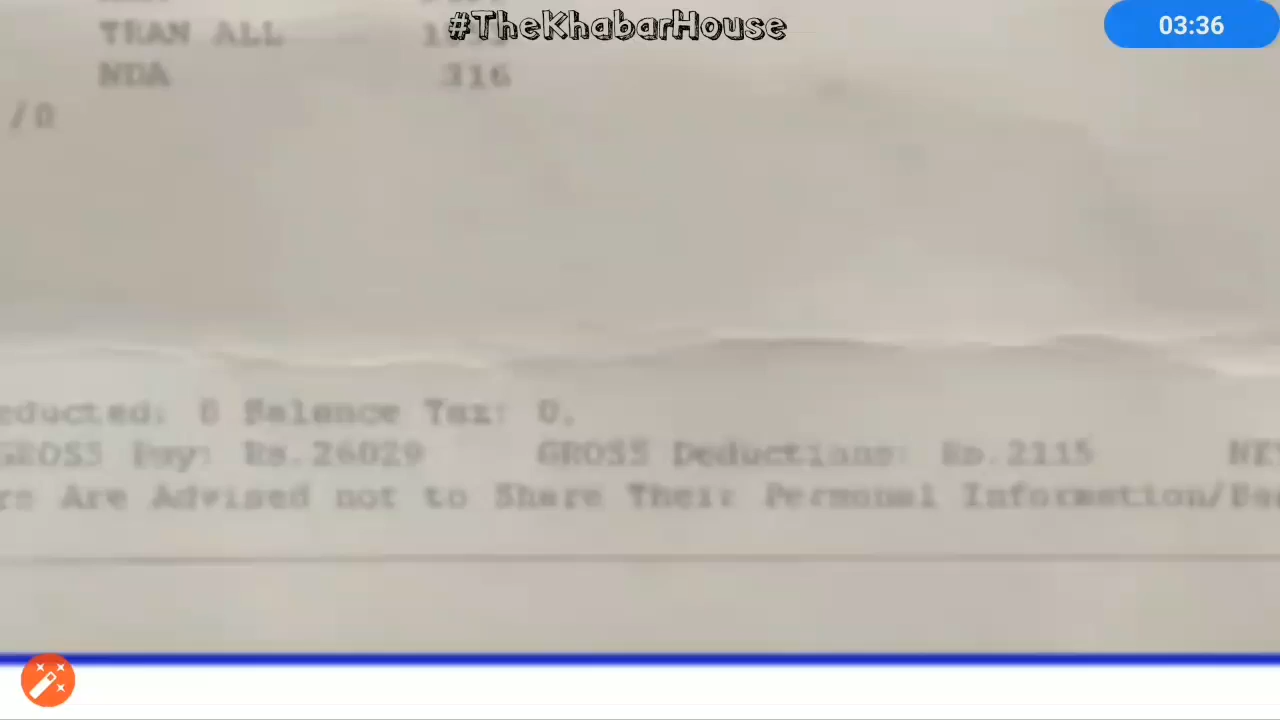 #TheKhabarHouse
03:36
TRAN ALL
NDA 316
/0
educted: 0 Balance Tax: 0.
GROSS Pay: Rs.26029 GROSS Deductions: Rs.2115
rs Are Advised not to Share Their Personal Information/